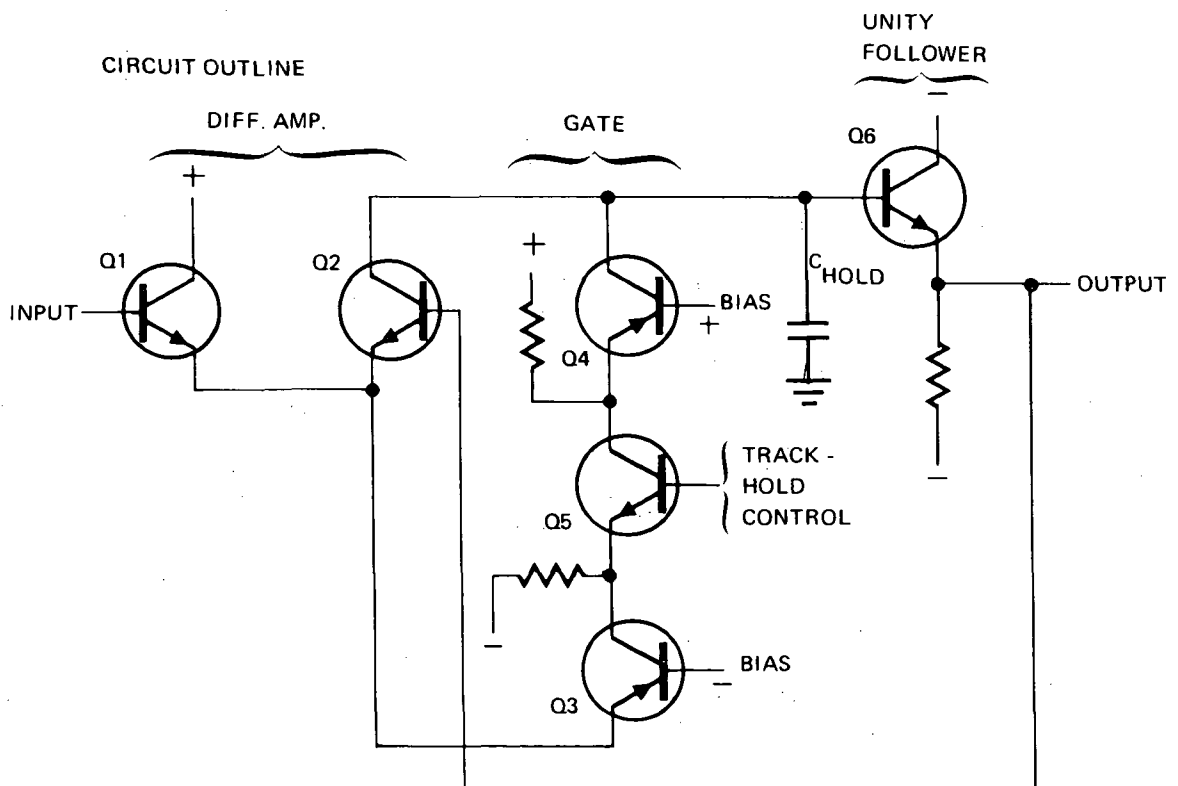 UNITY
FOLLOWER
CIRCUIT OUTLINE
DIFF. AMP.
GATE
−
Q6
+
+
Q1
Q2
C HOLD
INPUT
BIAS
+
OUTPUT
Q4
TRACK -
HOLD
CONTROL
−
Q5
−
BIAS
−
Q3